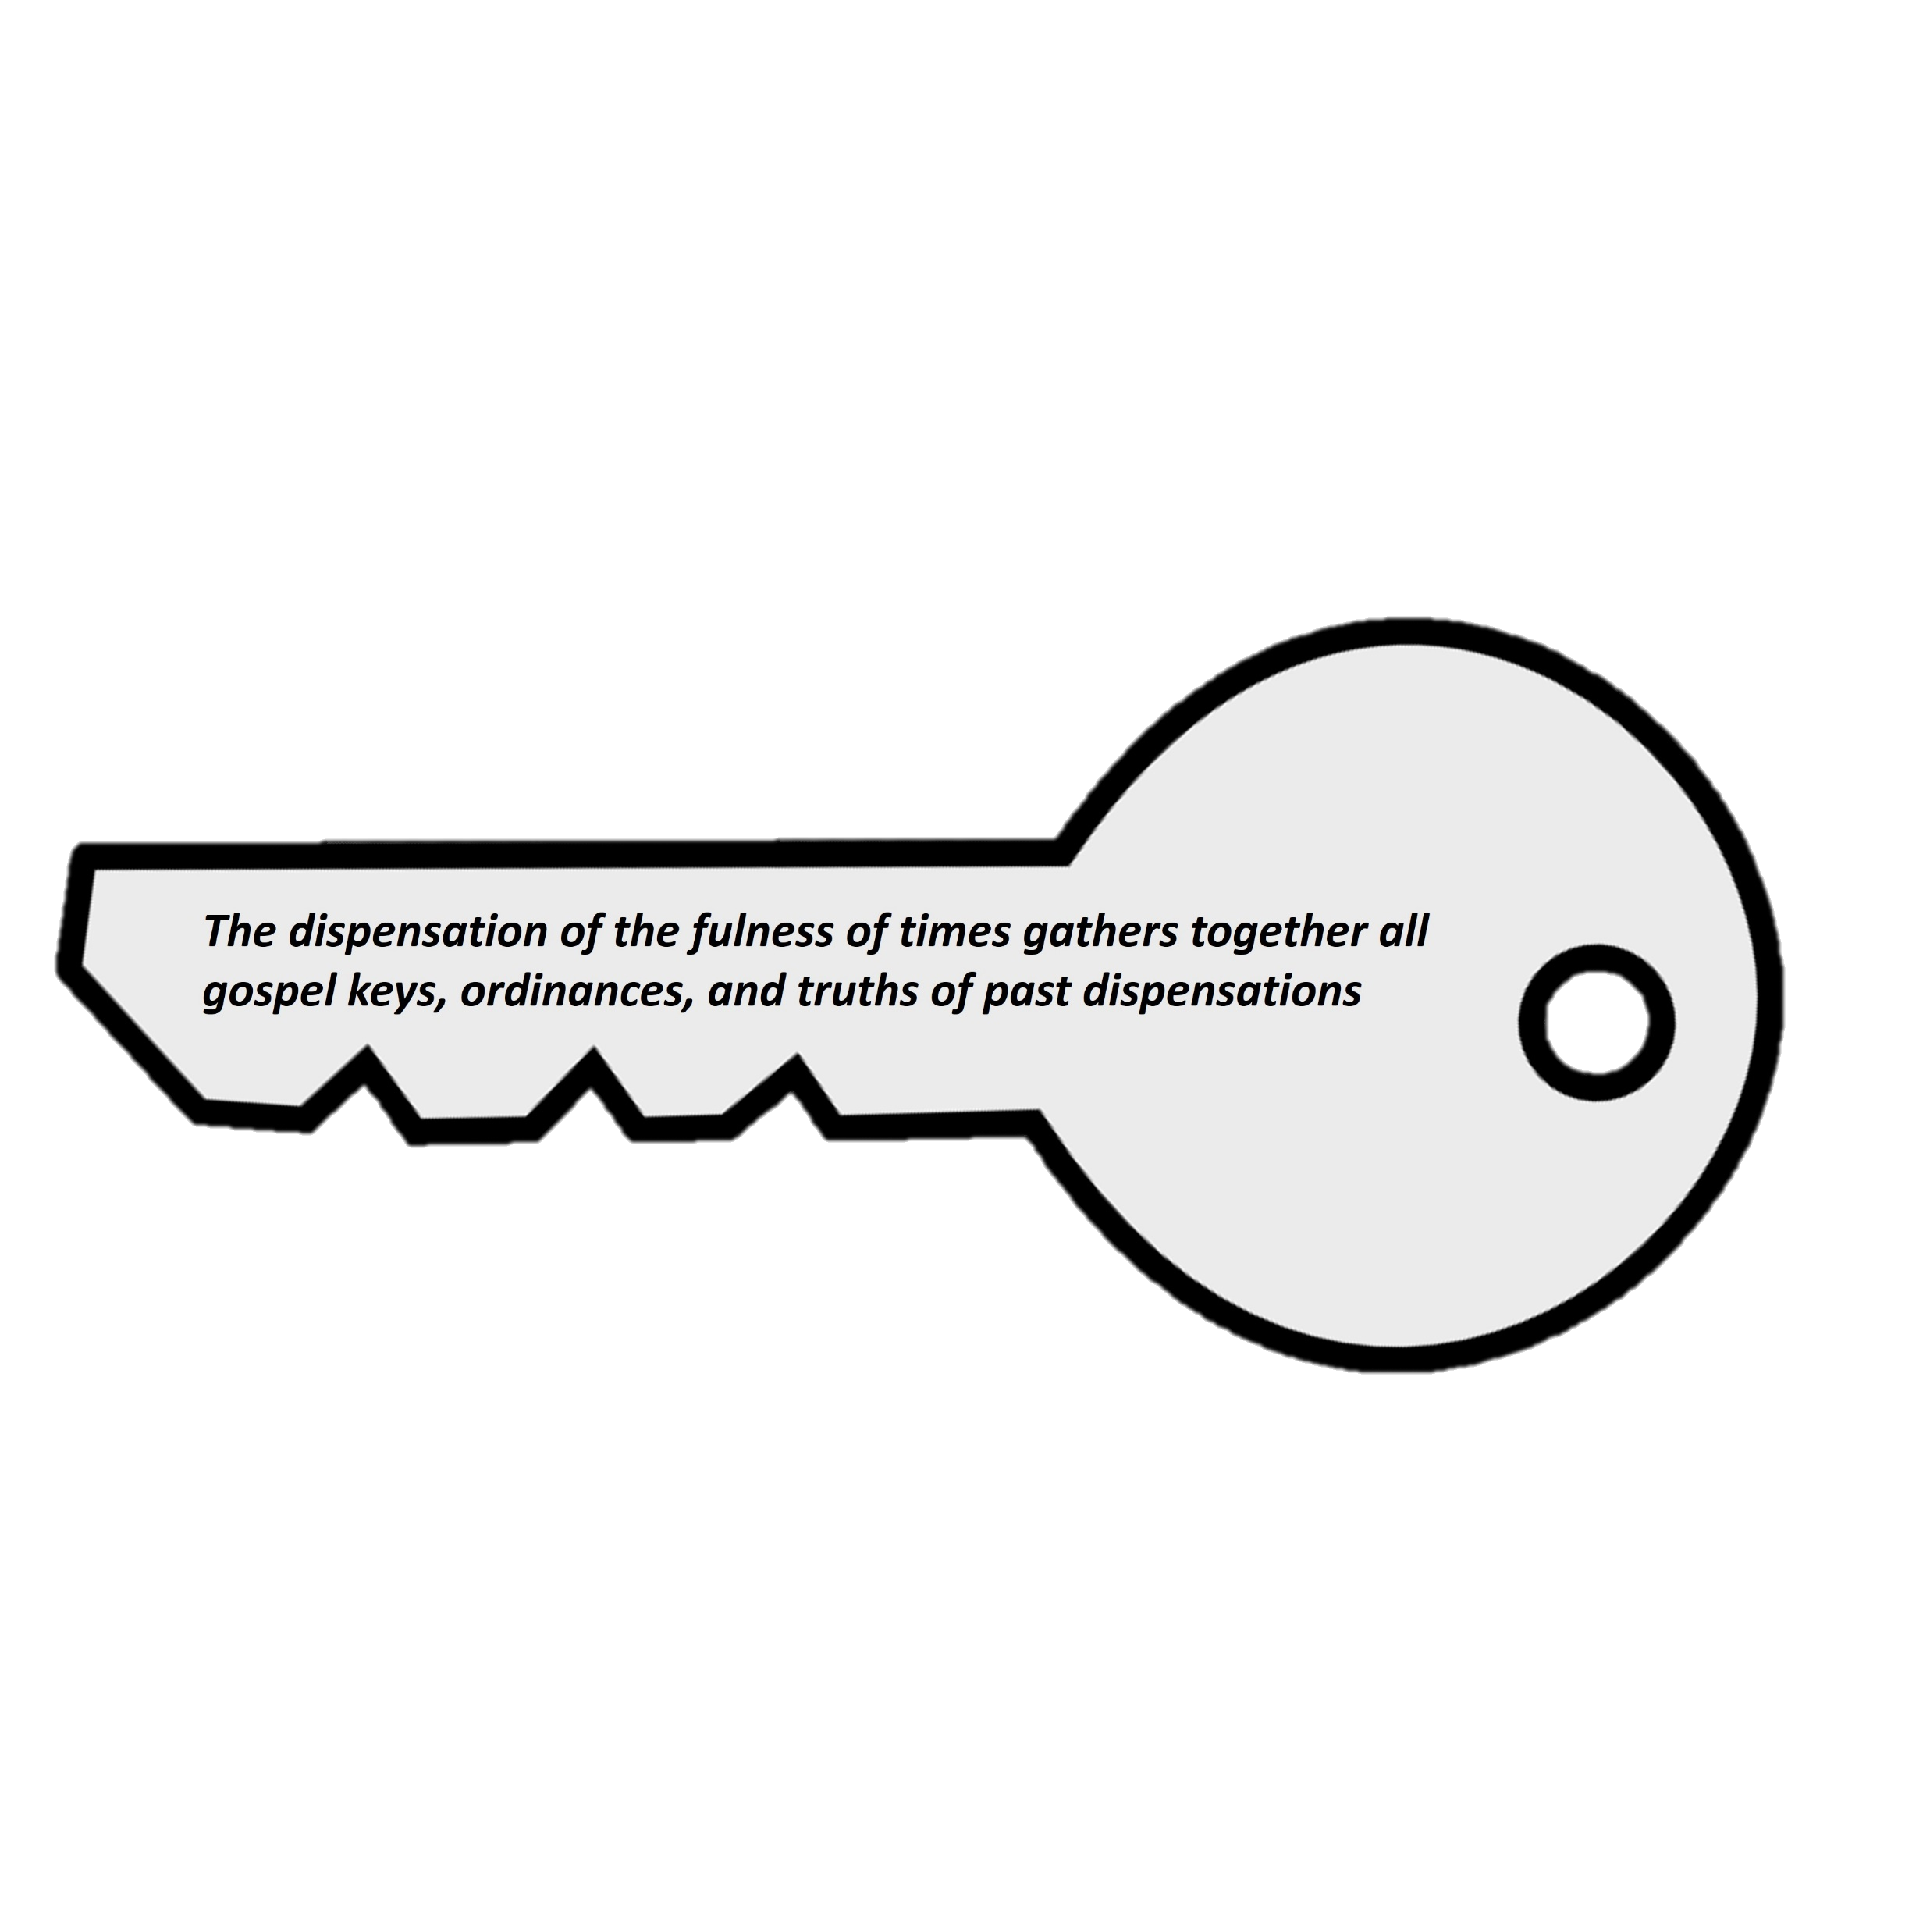 The dispensation of the fulness of times gathers together all
gospel keys, ordinances, and truths of past dispensations